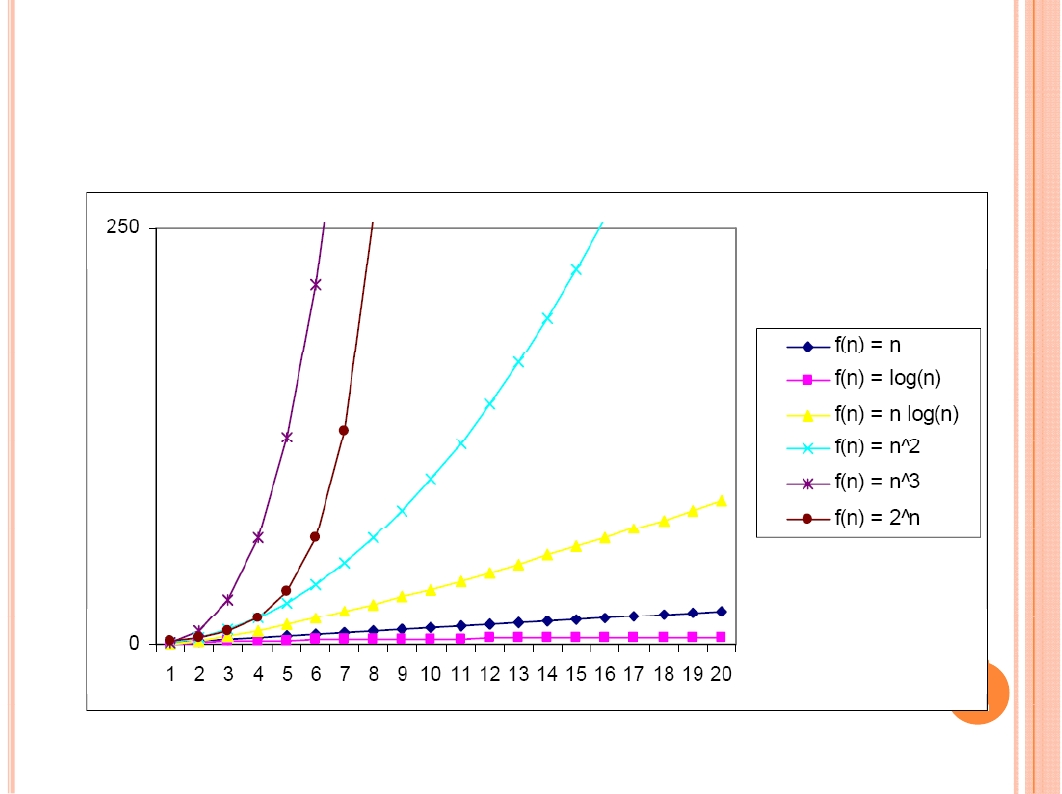 250
0
1 2 3 4 5 6 7 8 9 10 11 12 13 14 15 16 17 18 19 20
f(n) = n
f(n) = log(n)
f(n) = n log(n)
f(n) = n^2
f(n) = n^3
f(n) = 2^n